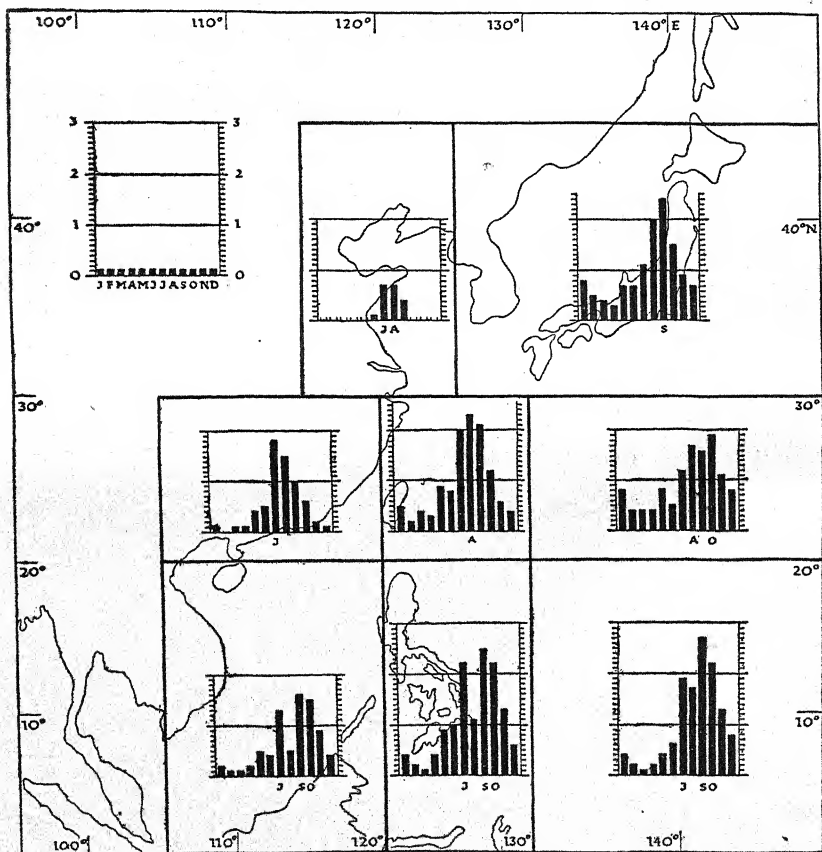 100° 110° 120° 130° 140° E
3 3
2 2
1 1
0 0
J F M A M J J A S O N D
40° 40° N
J A
S
30° 30°
J
A
A O
20° 20°
10° 10°
J S O
J S O
J S O
100° 110° 120° 130° 140°